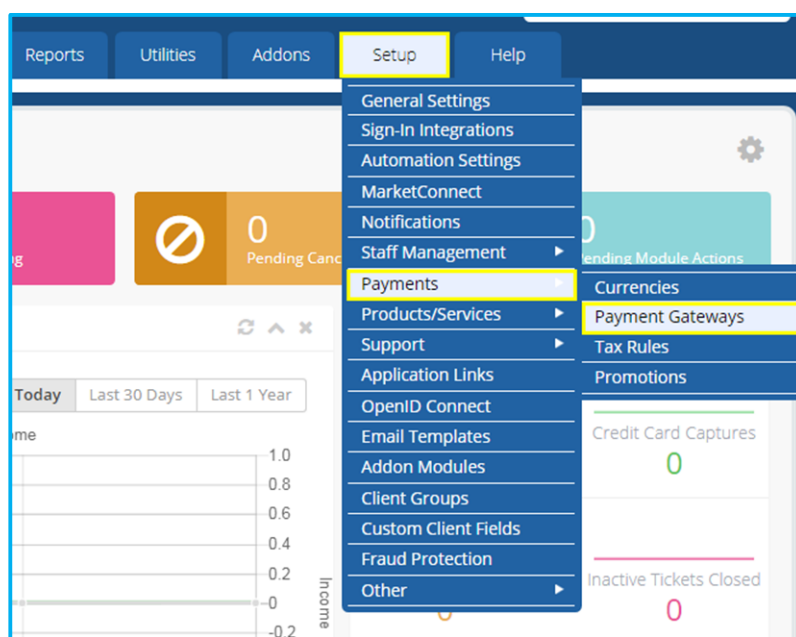 Reports Utilities Addons Setup Help
General Settings
Sign-In Integrations
Automation Settings
MarketConnect
Notifications
Staff Management
Payments
Products/Services
Support
Application Links
OpenID Connect
Email Templates
Addon Modules
Client Groups
Custom Client Fields
Fraud Protection
Other
Currencies
Payment Gateways
Tax Rules
Promotions
g
0
Pending Canc
0
ending Module Actions
Today Last 30 Days Last 1 Year
me
1.0
0.8
0.6
0.4
0.2
0
-0.2
Income
Credit Card Captures
0
Inactive Tickets Closed
0